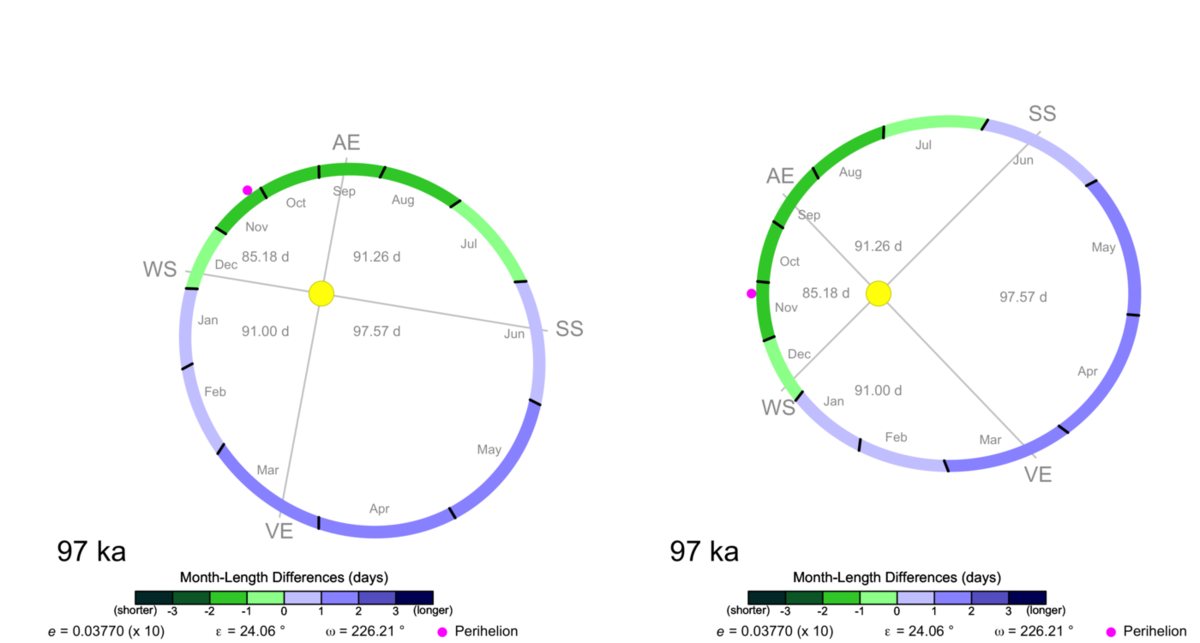 AE
Sep
Oct
Aug
Nov
Jul
85.18 d
91.26 d
Dec
WS
SS
Jan
91.00 d
97.57 d
Jun
Feb
May
Mar
Apr
VE
97 ka
Month-Length Differences (days)
(shorter) -3 -2 -1 0 1 2 3 (longer)
e = 0.03770 (x 10) ε = 24.06 ° ω = 226.21 ° Perihelion
SS
Jul
Jun
AE
Aug
Sep
91.26 d
May
Oct
85.18 d
97.57 d
Nov
Dec
Apr
91.00 d
WS
Jan
Feb
Mar
VE
97 ka
Month-Length Differences (days)
(shorter) -3 -2 -1 0 1 2 3 (longer)
e = 0.03770 (x 10) ε = 24.06 ° ω = 226.21 ° Perihelion